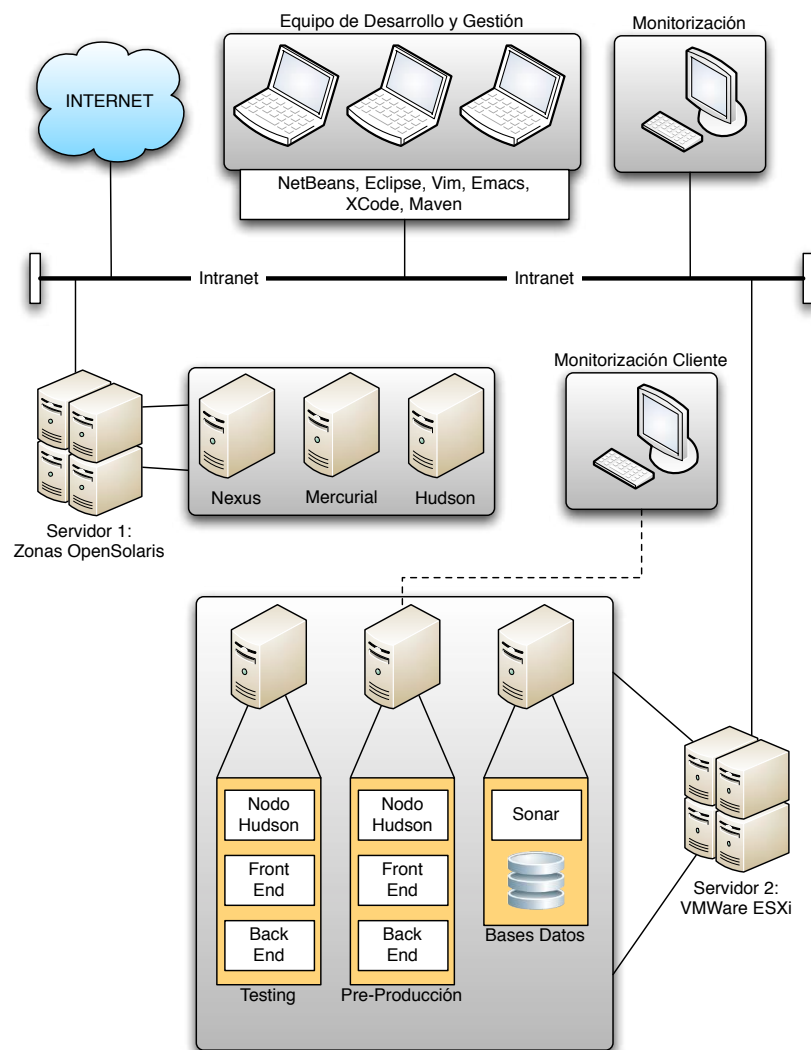 Equipo de Desarrollo y Gestión
Monitorización
INTERNET
NetBeans, Eclipse, Vim, Emacs,
XCode, Maven
Intranet
Intranet
Monitorización Cliente
Nexus
Mercurial
Hudson
Servidor 1:
Zonas OpenSolaris
Nodo
Hudson
Front
End
Back
End
Testing
Nodo
Hudson
Front
End
Back
End
Pre-Producción
Sonar
Bases Datos
Servidor 2:
VMWare ESXi